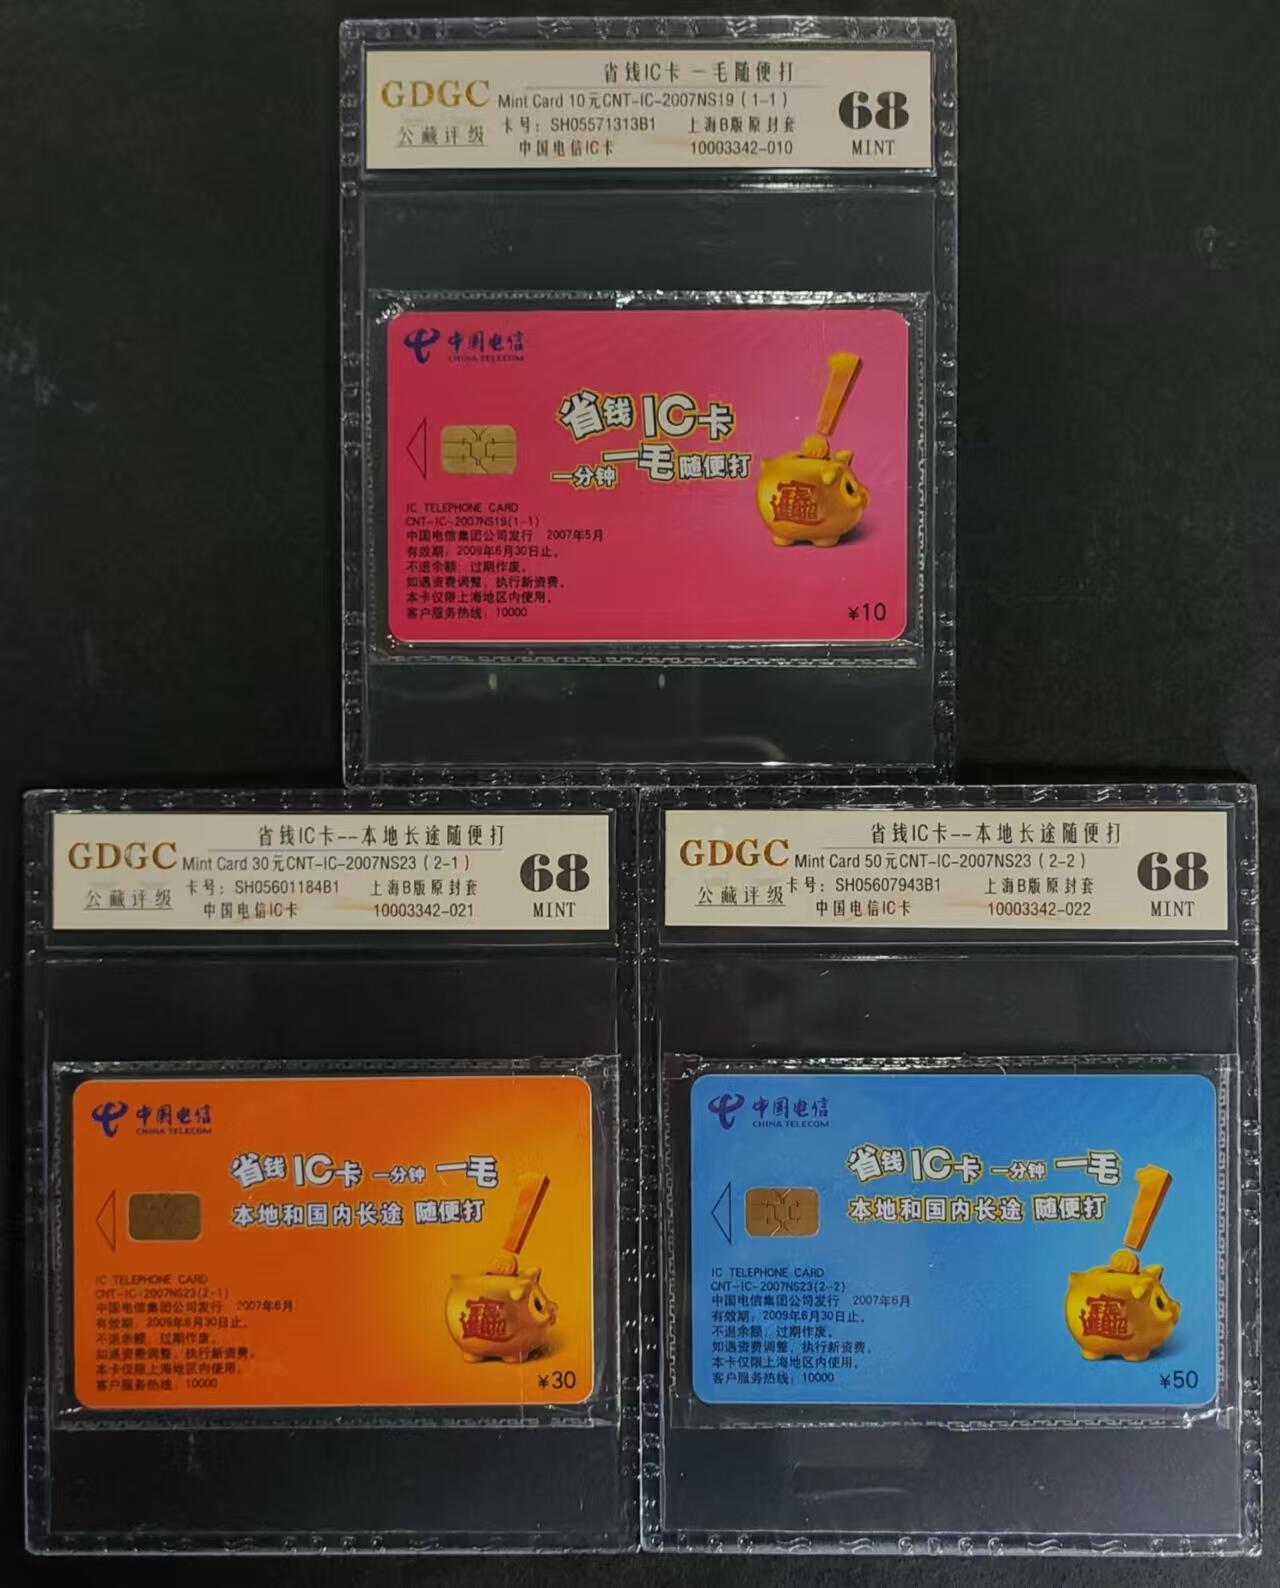 省钱IC卡 一毛随便打
GDGC
Mint Card 10元CNT-IC-2007NS19 (1-1)
公藏评级
卡号: SH05571313B1 上海B版原封套
中国电信IC卡 10003342-010
68
MINT
中国电信
CHINA TELECOM
省钱IC卡
一分钟一毛随便打
招财进宝
IC TELEPHONE CARD
CNT-IC-2007NS19(1-1)
中国电信集团公司发行 2007年5月
有效期: 2009年6月30日止。
不退余额, 过期作废。
如遇资费调整, 执行新资费。
本卡仅限上海地区内使用。
客户服务热线: 10000
¥10
省钱IC卡--本地长途随便打
GDGC
Mint Card 30元CNT-IC-2007NS23 (2-1)
公藏评级
卡号: SH05601184B1 上海B版原封套
中国电信IC卡 10003342-021
68
MINT
中国电信
CHINA TELECOM
省钱IC卡 一分钟一毛
本地和国内长途 随便打
招财进宝
IC TELEPHONE CARD
CNT-IC-2007NS23(2-1)
中国电信集团公司发行 2007年6月
有效期: 2009年6月30日止。
不退余额, 过期作废。
如遇资费调整, 执行新资费。
本卡仅限上海地区内使用。
客户服务热线: 10000
¥30
省钱IC卡--本地长途随便打
GDGC
Mint Card 50元CNT-IC-2007NS23 (2-2)
公藏评级
卡号: SH05607943B1 上海B版原封套
中国电信IC卡 10003342-022
68
MINT
中国电信
CHINA TELECOM
省钱IC卡 一分钟一毛
本地和国内长途 随便打
招财进宝
IC TELEPHONE CARD
CNT-IC-2007NS23(2-2)
中国电信集团公司发行 2007年6月
有效期: 2009年6月30日止。
不退余额, 过期作废。
如遇资费调整, 执行新资费。
本卡仅限上海地区内使用。
客户服务热线: 10000
¥50